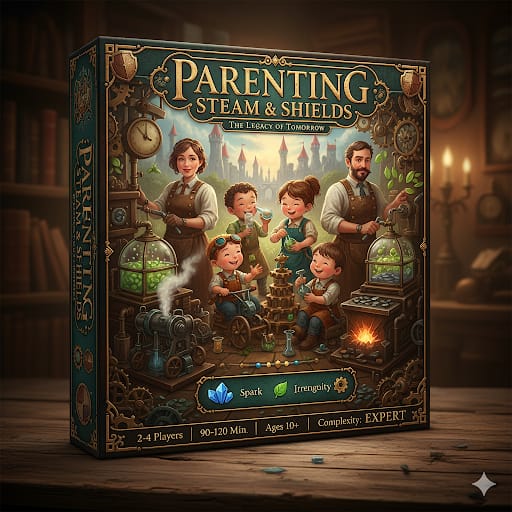 PARENTING
STEAM & SHIELDS
THE LEGACY OF TOMORROW
PARENTING
STEAM & SHIELDS
Spark
Irrenguity
2-4 Players | 90-120 Min. | Ages 10+ | Complexity: EXPERT